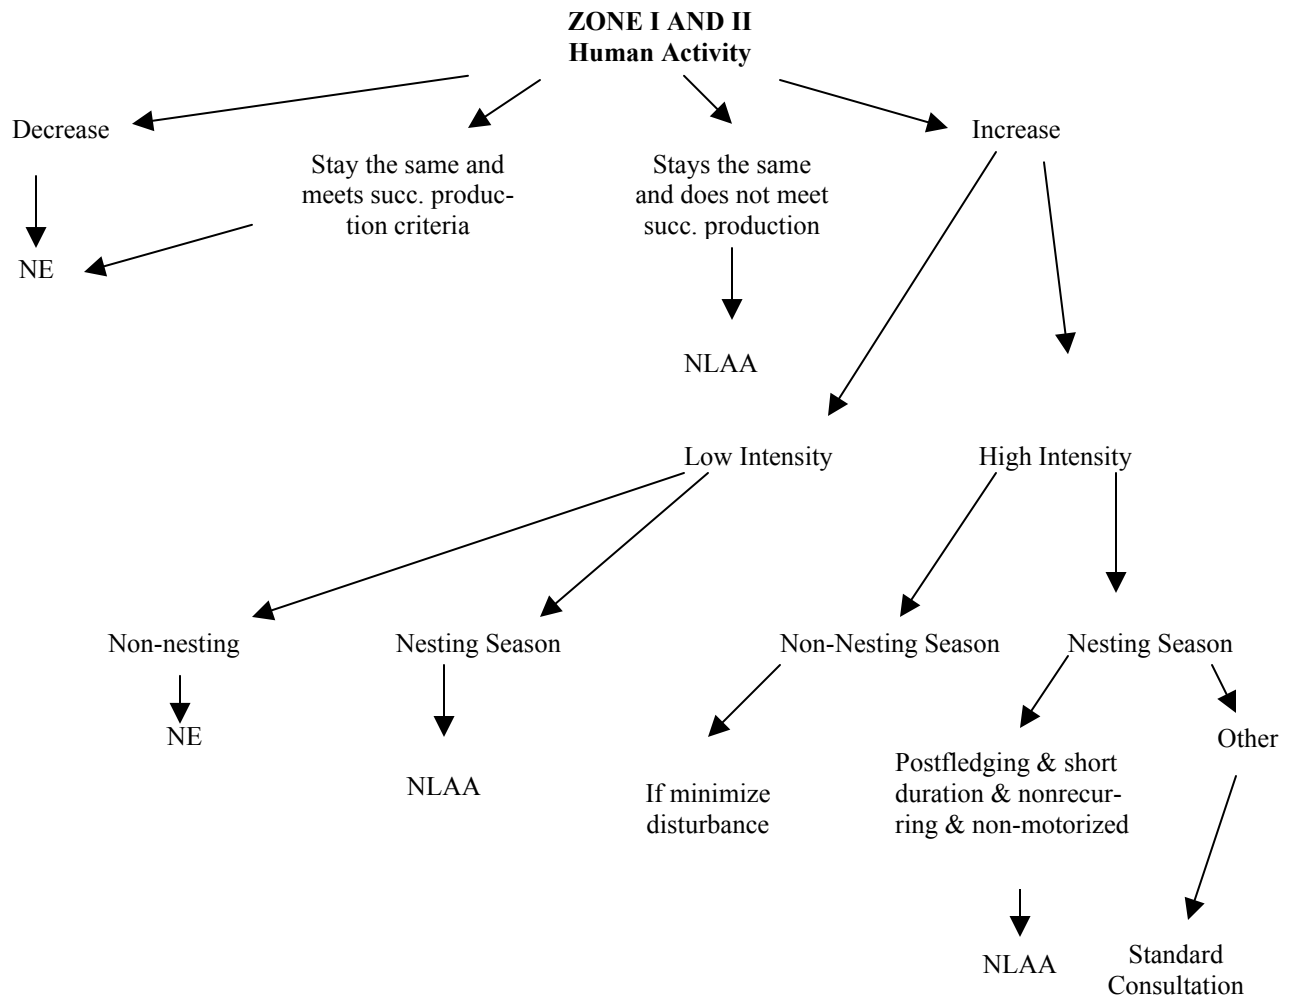 ZONE I AND II
Human Activity
Decrease
Increase
Stay the same and
meets succ. produc-
tion criteria
Stays the same
and does not meet
succ. production
NE
NLAA
Low Intensity
High Intensity
Non-nesting
Nesting Season
Non-Nesting Season
Nesting Season
NE
NLAA
If minimize
disturbance
Postfledging & short
duration & nonrecur-
ring & non-motorized
Other
NLAA
Standard
Consultation